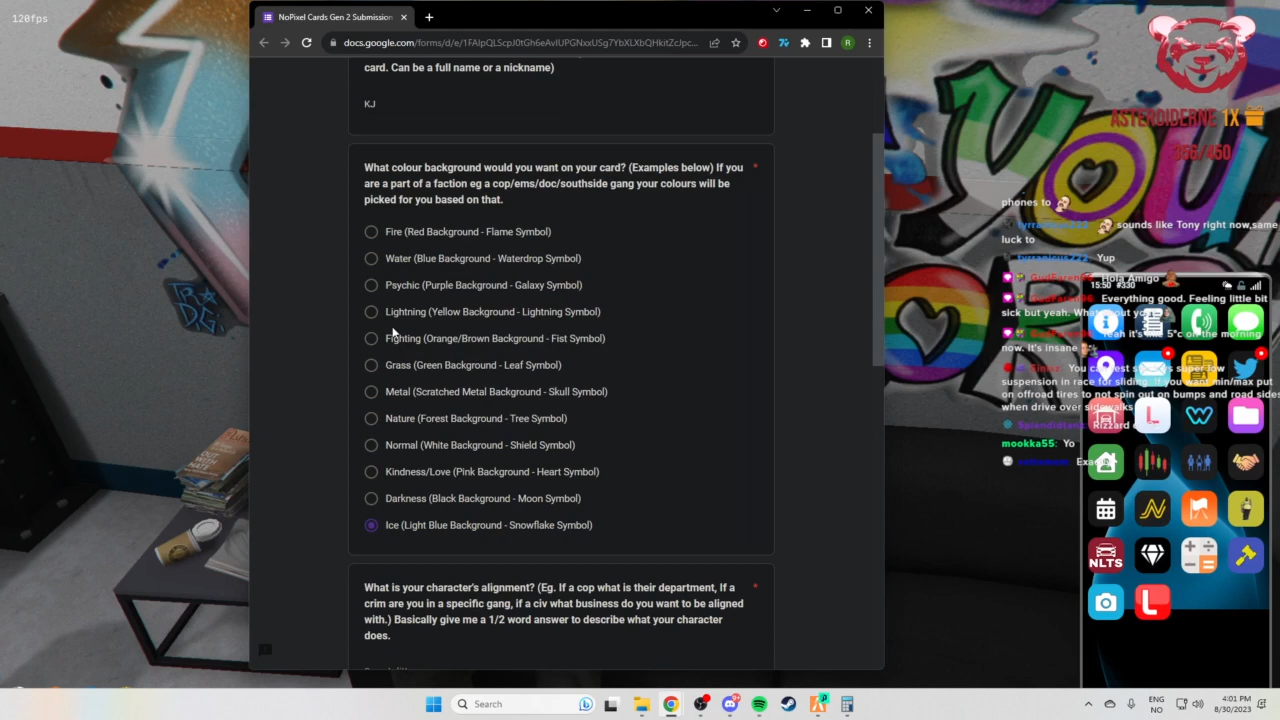 120fps
NoPixel Cards Gen 2 Submission
card. Can be a full name or a nickname)
KJ
What colour background would you want on your card? (Examples below) If you *
are a part of a faction eg a cop/ems/doc/southside gang your colours will be
picked for you based on that.
Fire (Red Background - Flame Symbol)
Water (Blue Background - Waterdrop Symbol)
Psychic (Purple Background - Galaxy Symbol)
Lightning (Yellow Background - Lightning Symbol)
Fighting (Orange/Brown Background - Fist Symbol)
Grass (Green Background - Leaf Symbol)
Metal (Scratched Metal Background - Skull Symbol)
Nature (Forest Background - Tree Symbol)
Normal (White Background - Shield Symbol)
Kindness/Love (Pink Background - Heart Symbol)
Darkness (Black Background - Moon Symbol)
Ice (Light Blue Background - Snowflake Symbol)
What is your character's alignment? (Eg. If a cop what is their department, If a *
crim are you in a specific gang, if a civ what business do you want to be aligned
with.) Basically give me a 1/2 word answer to describe what your character
does.
ASTERDIDERNE 1X
356/450
YOU
phones to
sounds like Tony right now,same
luck to
Yup
Hola Amigo
15:50 #330
Everything good. Feeling little bit
sick but yeah.
Yeah it's like 5°c on the morning
now. It's insane
super low
suspension in race for sliding. If you want min/max put
on offroad tires to not spin out on bumps and road sides
when drive over sidewalks
Splendidtanz: Rizzard
mookka55: Yo
NLTS
L
Search
ENG
NO
4:01 PM
8/30/2023